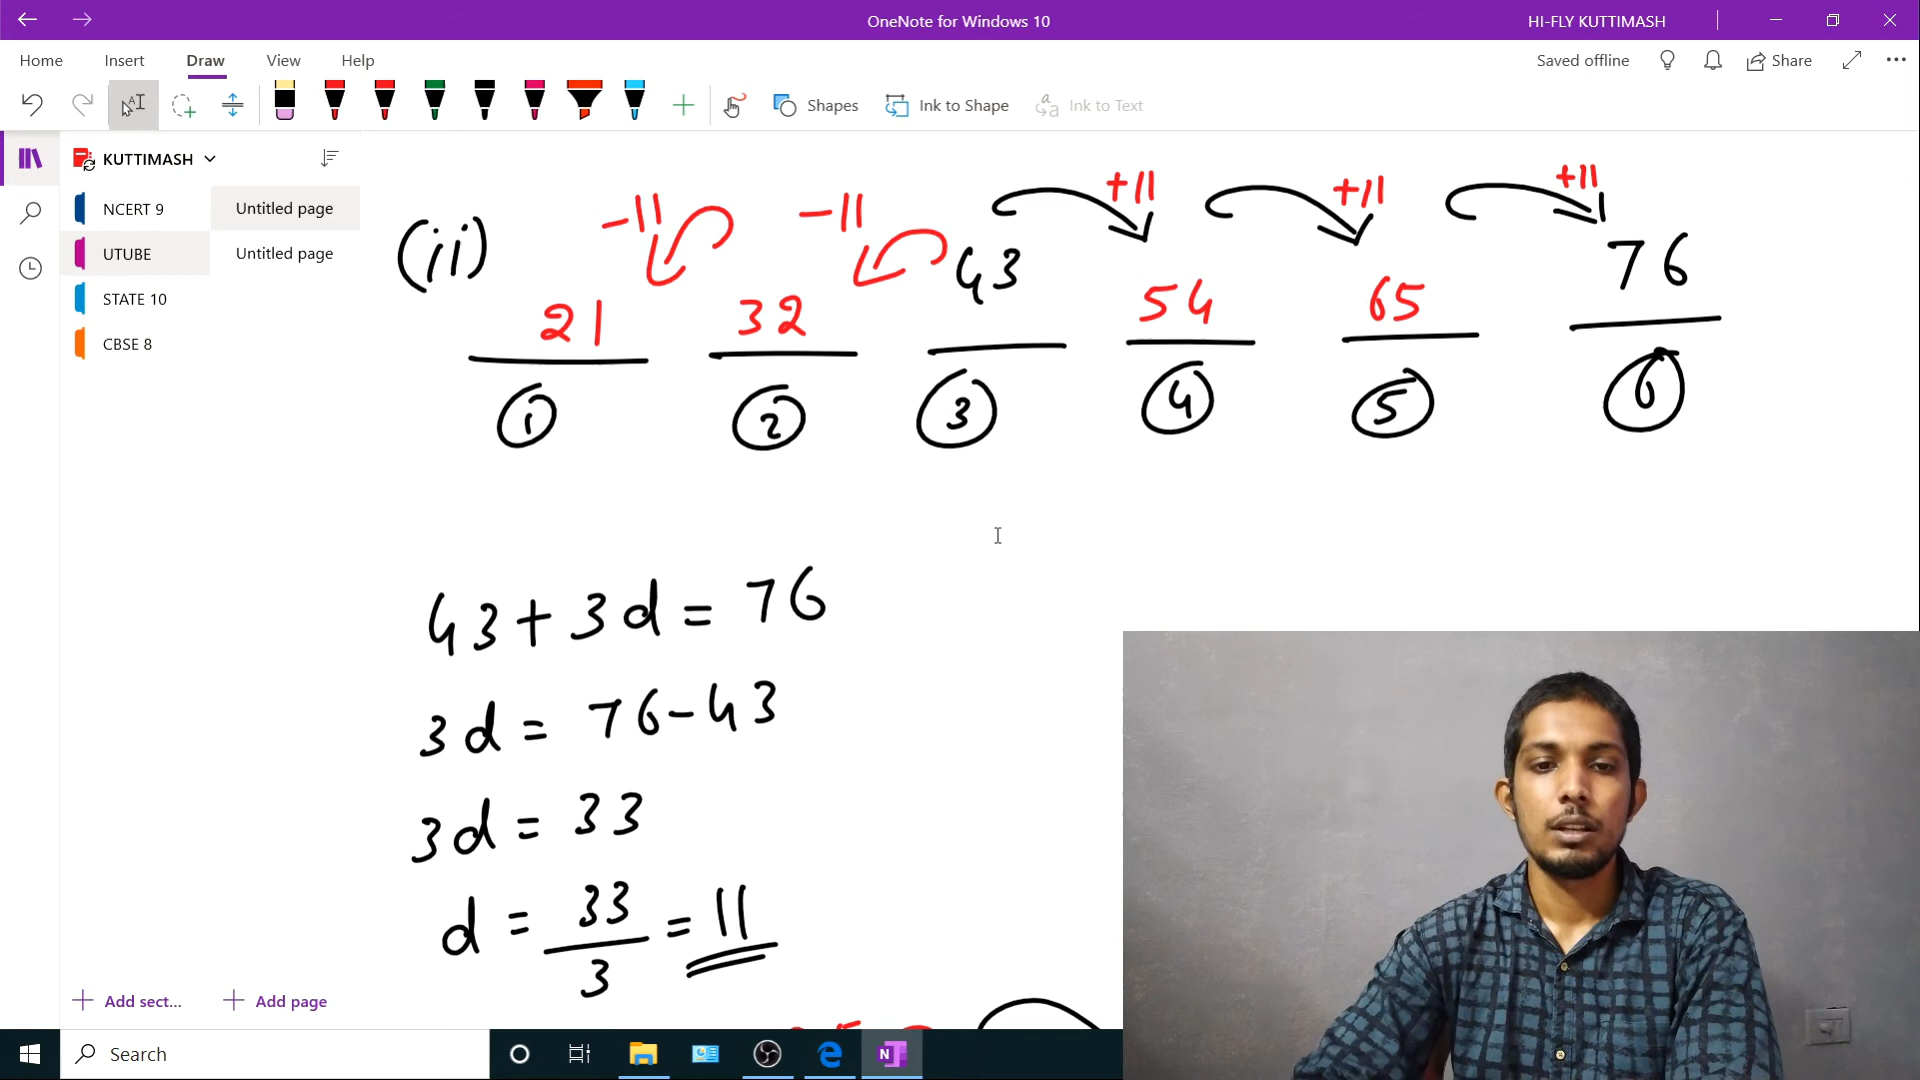 OneNote for Windows 10
HI-FLY KUTTIMASH
Home Insert Draw View Help
Saved offline
Share
Shapes
Ink to Shape
Ink to Text
KUTTIMASH
NCERT 9
UTUBE
STATE 10
CBSE 8
Untitled page
Untitled page
-11 -11 +11 +11 +11
(ii) 21 32 43 54 65 76
1 2 3 4 5 6
43+3d = 76
3d = 76-43
3d = 33
d = 33/3 = 11
Add sect...
Add page
Search